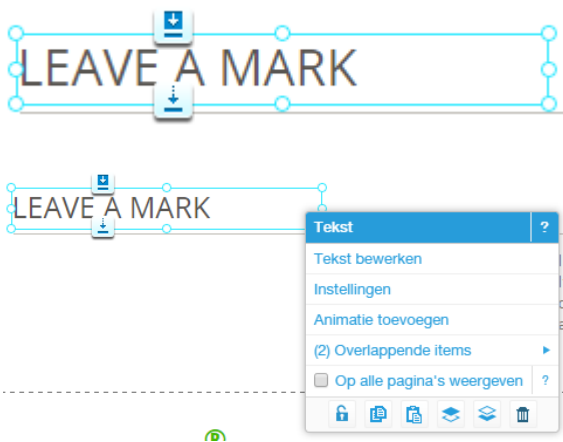 LEAVE A MARK
LEAVE A MARK
Tekst ?
Tekst bewerken
Instellingen
Animatie toevoegen
(2) Overlappende items
Op alle pagina's weergeven ?
®